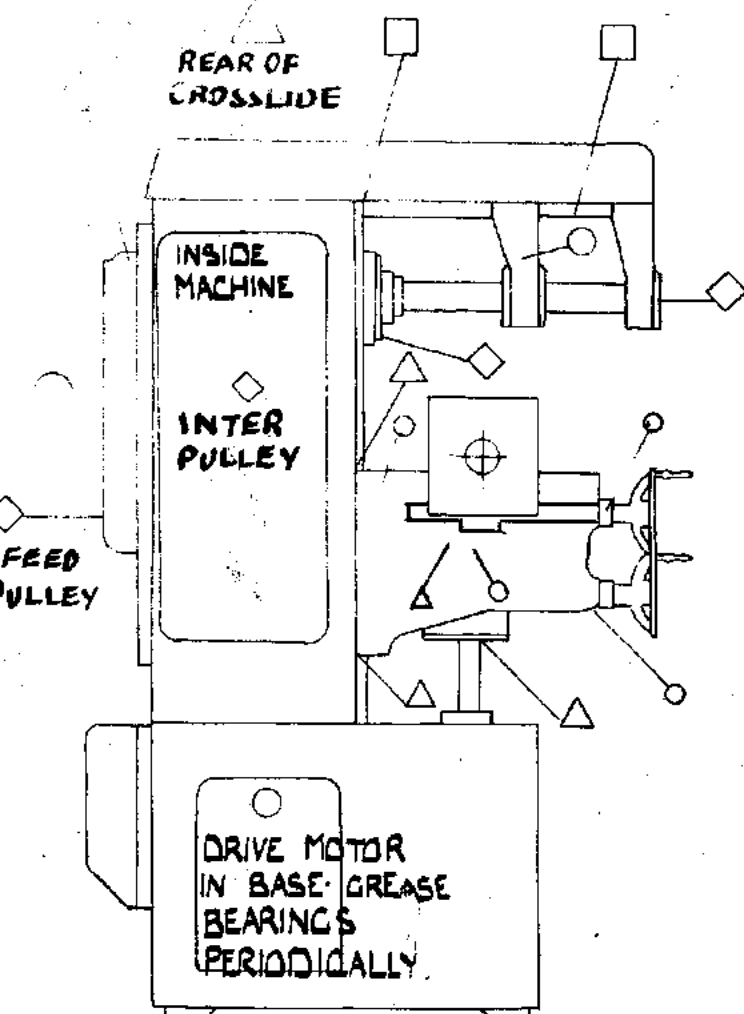 REAR OF
CROSSLIDE
INSIDE
MACHINE
INTER
PULLEY
FEED
PULLEY
DRIVE MOTOR
IN BASE. GREASE
BEARINGS
PERIODICALLY